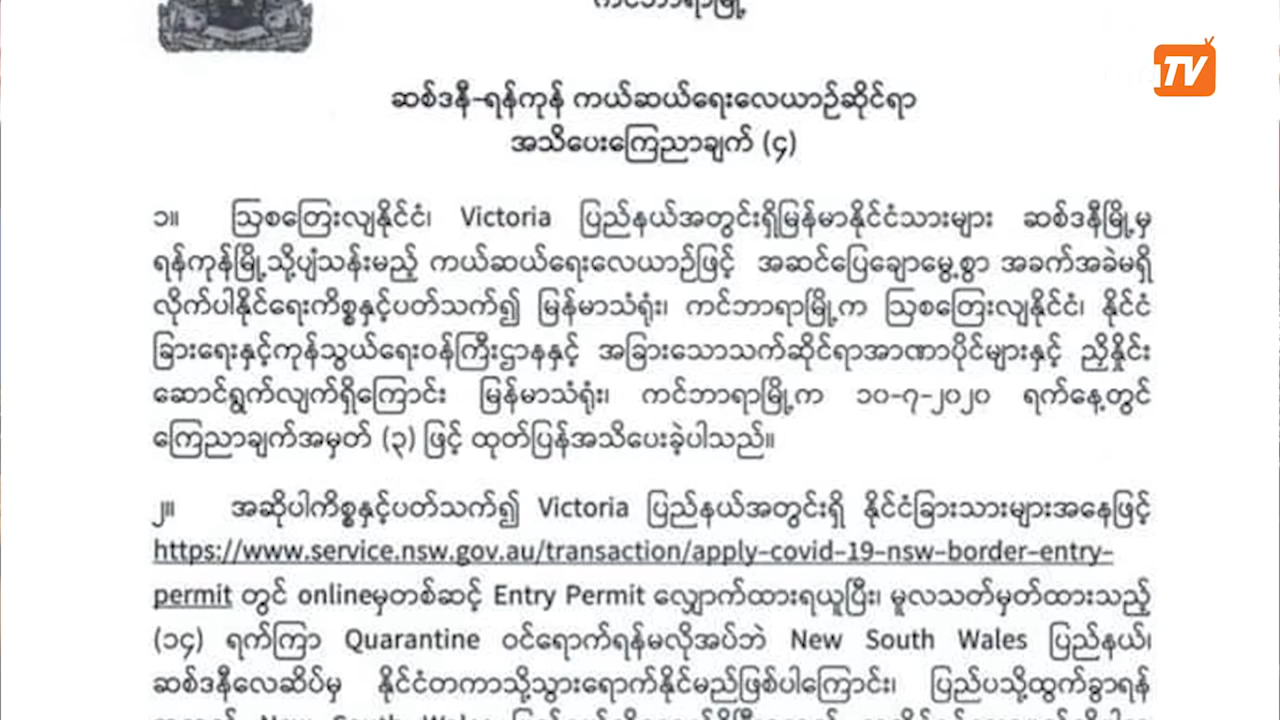 ကင်ဘာရာမြို့
TV
ဆစ်ဒနီ-ရန်ကုန် ကယ်ဆယ်ရေးလေယာဉ်ဆိုင်ရာ
အသိပေးကြေညာချက် (၄)
၁။ ဩစတြေးလျနိုင်ငံ၊ Victoria ပြည်နယ်အတွင်းရှိမြန်မာနိုင်ငံသားများ ဆစ်ဒနီမြို့မှ
ရန်ကုန်မြို့သို့ပျံသန်းမည့် ကယ်ဆယ်ရေးလေယာဉ်ဖြင့် အဆင်ပြေချောမွေ့စွာ အခက်အခဲမရှိ
လိုက်ပါနိုင်ရေးကိစ္စနှင့်ပတ်သက်၍ မြန်မာသံရုံး၊ ကင်ဘာရာမြို့က ဩစတြေးလျနိုင်ငံ၊ နိုင်ငံ
ခြားရေးနှင့်ကုန်သွယ်ရေးဝန်ကြီးဌာနနှင့် အခြားသောသက်ဆိုင်ရာအာဏာပိုင်များနှင့် ညှိနှိုင်း
ဆောင်ရွက်လျက်ရှိကြောင်း မြန်မာသံရုံး၊ ကင်ဘာရာမြို့က ၁၀-၇-၂၀၂၀ ရက်နေ့တွင်
ကြေညာချက်အမှတ် (၃) ဖြင့် ထုတ်ပြန်အသိပေးခဲ့ပါသည်။
၂။ အဆိုပါကိစ္စနှင့်ပတ်သက်၍ Victoria ပြည်နယ်အတွင်းရှိ နိုင်ငံခြားသားများအနေဖြင့်
https://www.service.nsw.gov.au/transaction/apply-covid-19-nsw-border-entry-
permit တွင် onlineမှတစ်ဆင့် Entry Permit လျှောက်ထားရယူပြီး၊ မူလသတ်မှတ်ထားသည့်
(၁၄) ရက်ကြာ Quarantine ဝင်ရောက်ရန်မလိုအပ်ဘဲ New South Wales ပြည်နယ်၊
ဆစ်ဒနီလေဆိပ်မှ နိုင်ငံတကာသို့သွားရောက်နိုင်မည်ဖြစ်ပါကြောင်း၊ ပြည်ပသို့ထွက်ခွာရန်
New South Wales